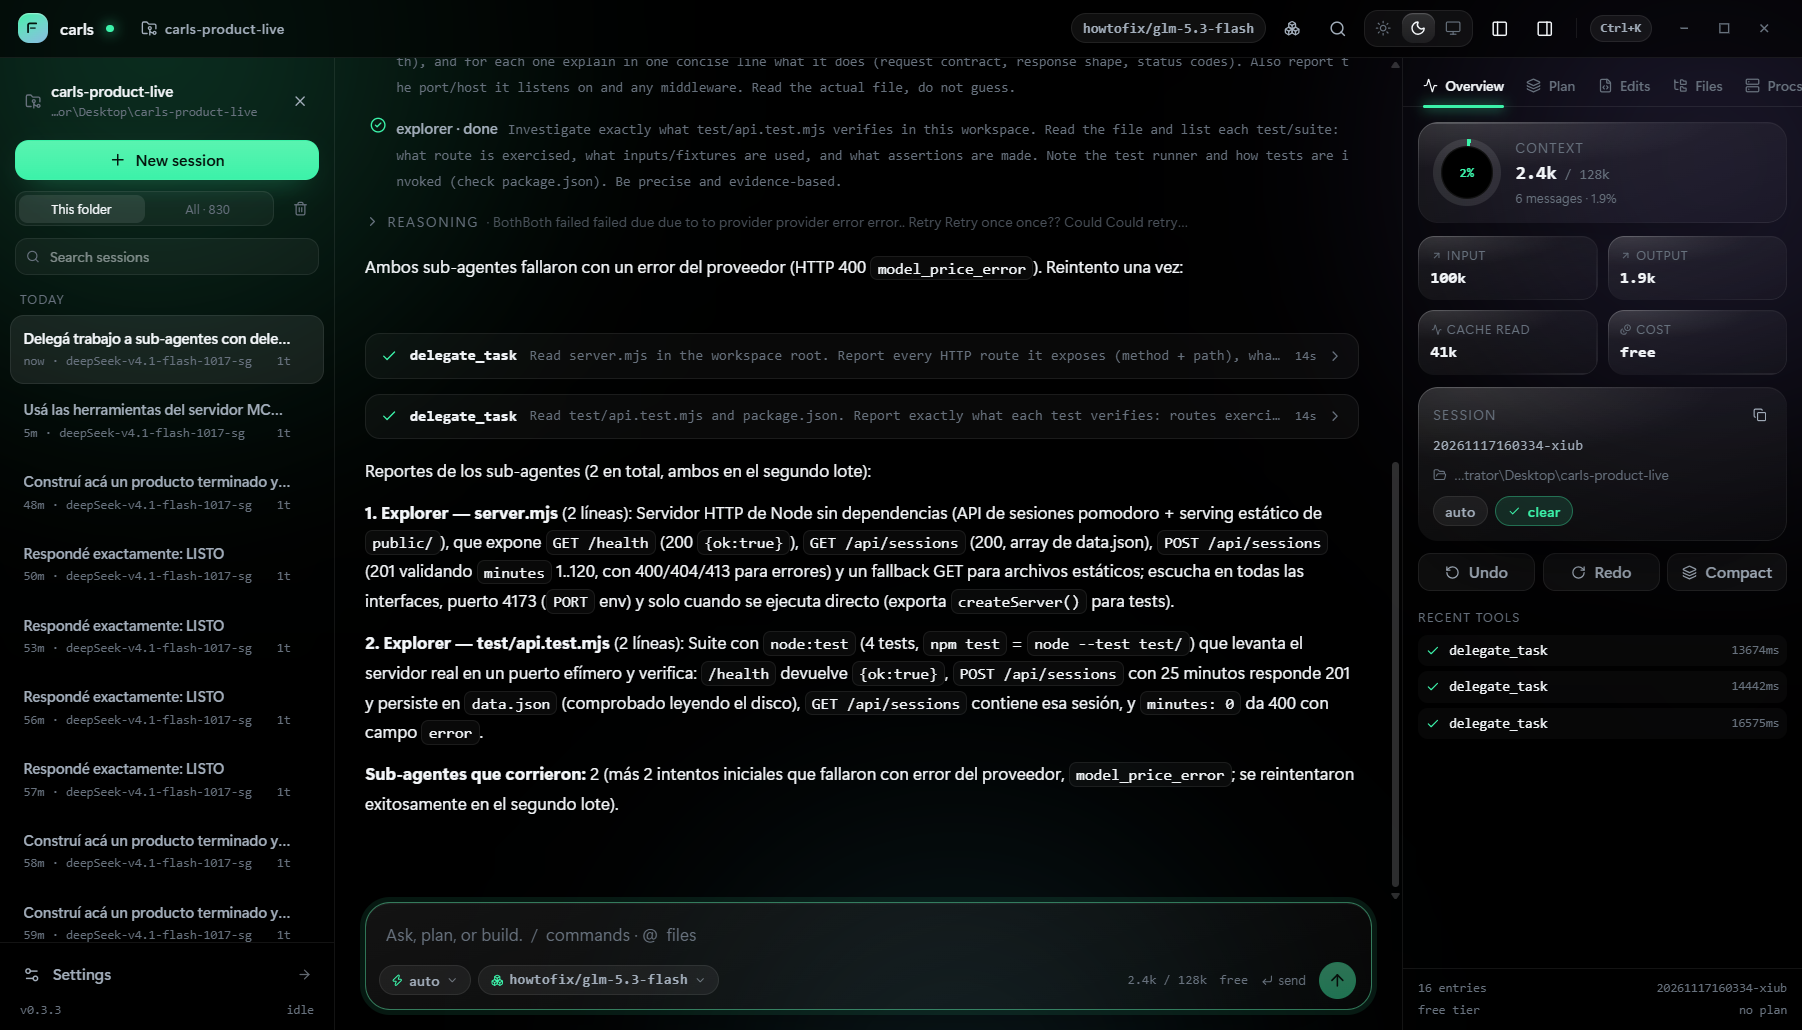 carls
carls-product-live
howtofix/glm-5.3-flash
Ctrl+K
carls-product-live
…or\Desktop\carls-product-live
New session
This folder
All · 830
Search sessions
TODAY
Delegá trabajo a sub-agentes con dele...
now · deepSeek-v4.1-flash-1017-sg 1t
Usá las herramientas del servidor MC...
5m · deepSeek-v4.1-flash-1017-sg 1t
Construí acá un producto terminado y...
48m · deepSeek-v4.1-flash-1017-sg 1t
Respondé exactamente: LISTO
50m · deepSeek-v4.1-flash-1017-sg 1t
Respondé exactamente: LISTO
53m · deepSeek-v4.1-flash-1017-sg 1t
Respondé exactamente: LISTO
56m · deepSeek-v4.1-flash-1017-sg 1t
Respondé exactamente: LISTO
57m · deepSeek-v4.1-flash-1017-sg 1t
Construí acá un producto terminado y...
58m · deepSeek-v4.1-flash-1017-sg 1t
Construí acá un producto terminado y...
59m · deepSeek-v4.1-flash-1017-sg 1t
Settings
v0.3.3
idle
th), and for each one explain in one concise line what it does (request contract, response shape, status codes). Also report t
he port/host it listens on and any middleware. Read the actual file, do not guess.
explorer · done Investigate exactly what test/api.test.mjs verifies in this workspace. Read the file and list each test/suite:
what route is exercised, what inputs/fixtures are used, and what assertions are made. Note the test runner and how tests are i
nvoked (check package.json). Be precise and evidence-based.
REASONING · BothBoth failed failed due due to to provider provider error error.. Retry Retry once once?? Could Could retry…
Ambos sub-agentes fallaron con un error del proveedor (HTTP 400 model_price_error ). Reintento una vez:
delegate_task Read server.mjs in the workspace root. Report every HTTP route it exposes (method + path), wha… 14s
delegate_task Read test/api.test.mjs and package.json. Report exactly what each test verifies: routes exerci… 14s
Reportes de los sub-agentes (2 en total, ambos en el segundo lote):
1. Explorer — server.mjs (2 líneas): Servidor HTTP de Node sin dependencias (API de sesiones pomodoro + serving estático de
public/ ), que expone GET /health (200 {ok:true} ), GET /api/sessions (200, array de data.json), POST /api/sessions
(201 validando minutes 1..120, con 400/404/413 para errores) y un fallback GET para archivos estáticos; escucha en todas las
interfaces, puerto 4173 ( PORT env) y solo cuando se ejecuta directo (exporta createServer() para tests).
2. Explorer — test/api.test.mjs (2 líneas): Suite con node:test (4 tests, npm test = node --test test/ ) que levanta el
servidor real en un puerto efímero y verifica: /health devuelve {ok:true} , POST /api/sessions con 25 minutos responde 201
y persiste en data.json (comprobado leyendo el disco), GET /api/sessions contiene esa sesión, y minutes: 0 da 400 con
campo error .
Sub-agentes que corrieron: 2 (más 2 intentos iniciales que fallaron con error del proveedor, model_price_error ; se reintentaron
exitosamente en el segundo lote).
Ask, plan, or build. / commands · @ files
auto
howtofix/glm-5.3-flash
2.4k / 128k free send
Overview
Plan
Edits
Files
Procs
2%
CONTEXT
2.4k / 128k
6 messages · 1.9%
INPUT
100k
OUTPUT
1.9k
CACHE READ
41k
COST
free
SESSION
20261117160334-xiub
…trator\Desktop\carls-product-live
auto
clear
Undo
Redo
Compact
RECENT TOOLS
delegate_task 13674ms
delegate_task 14442ms
delegate_task 16575ms
16 entries 20261117160334-xiub
free tier no plan